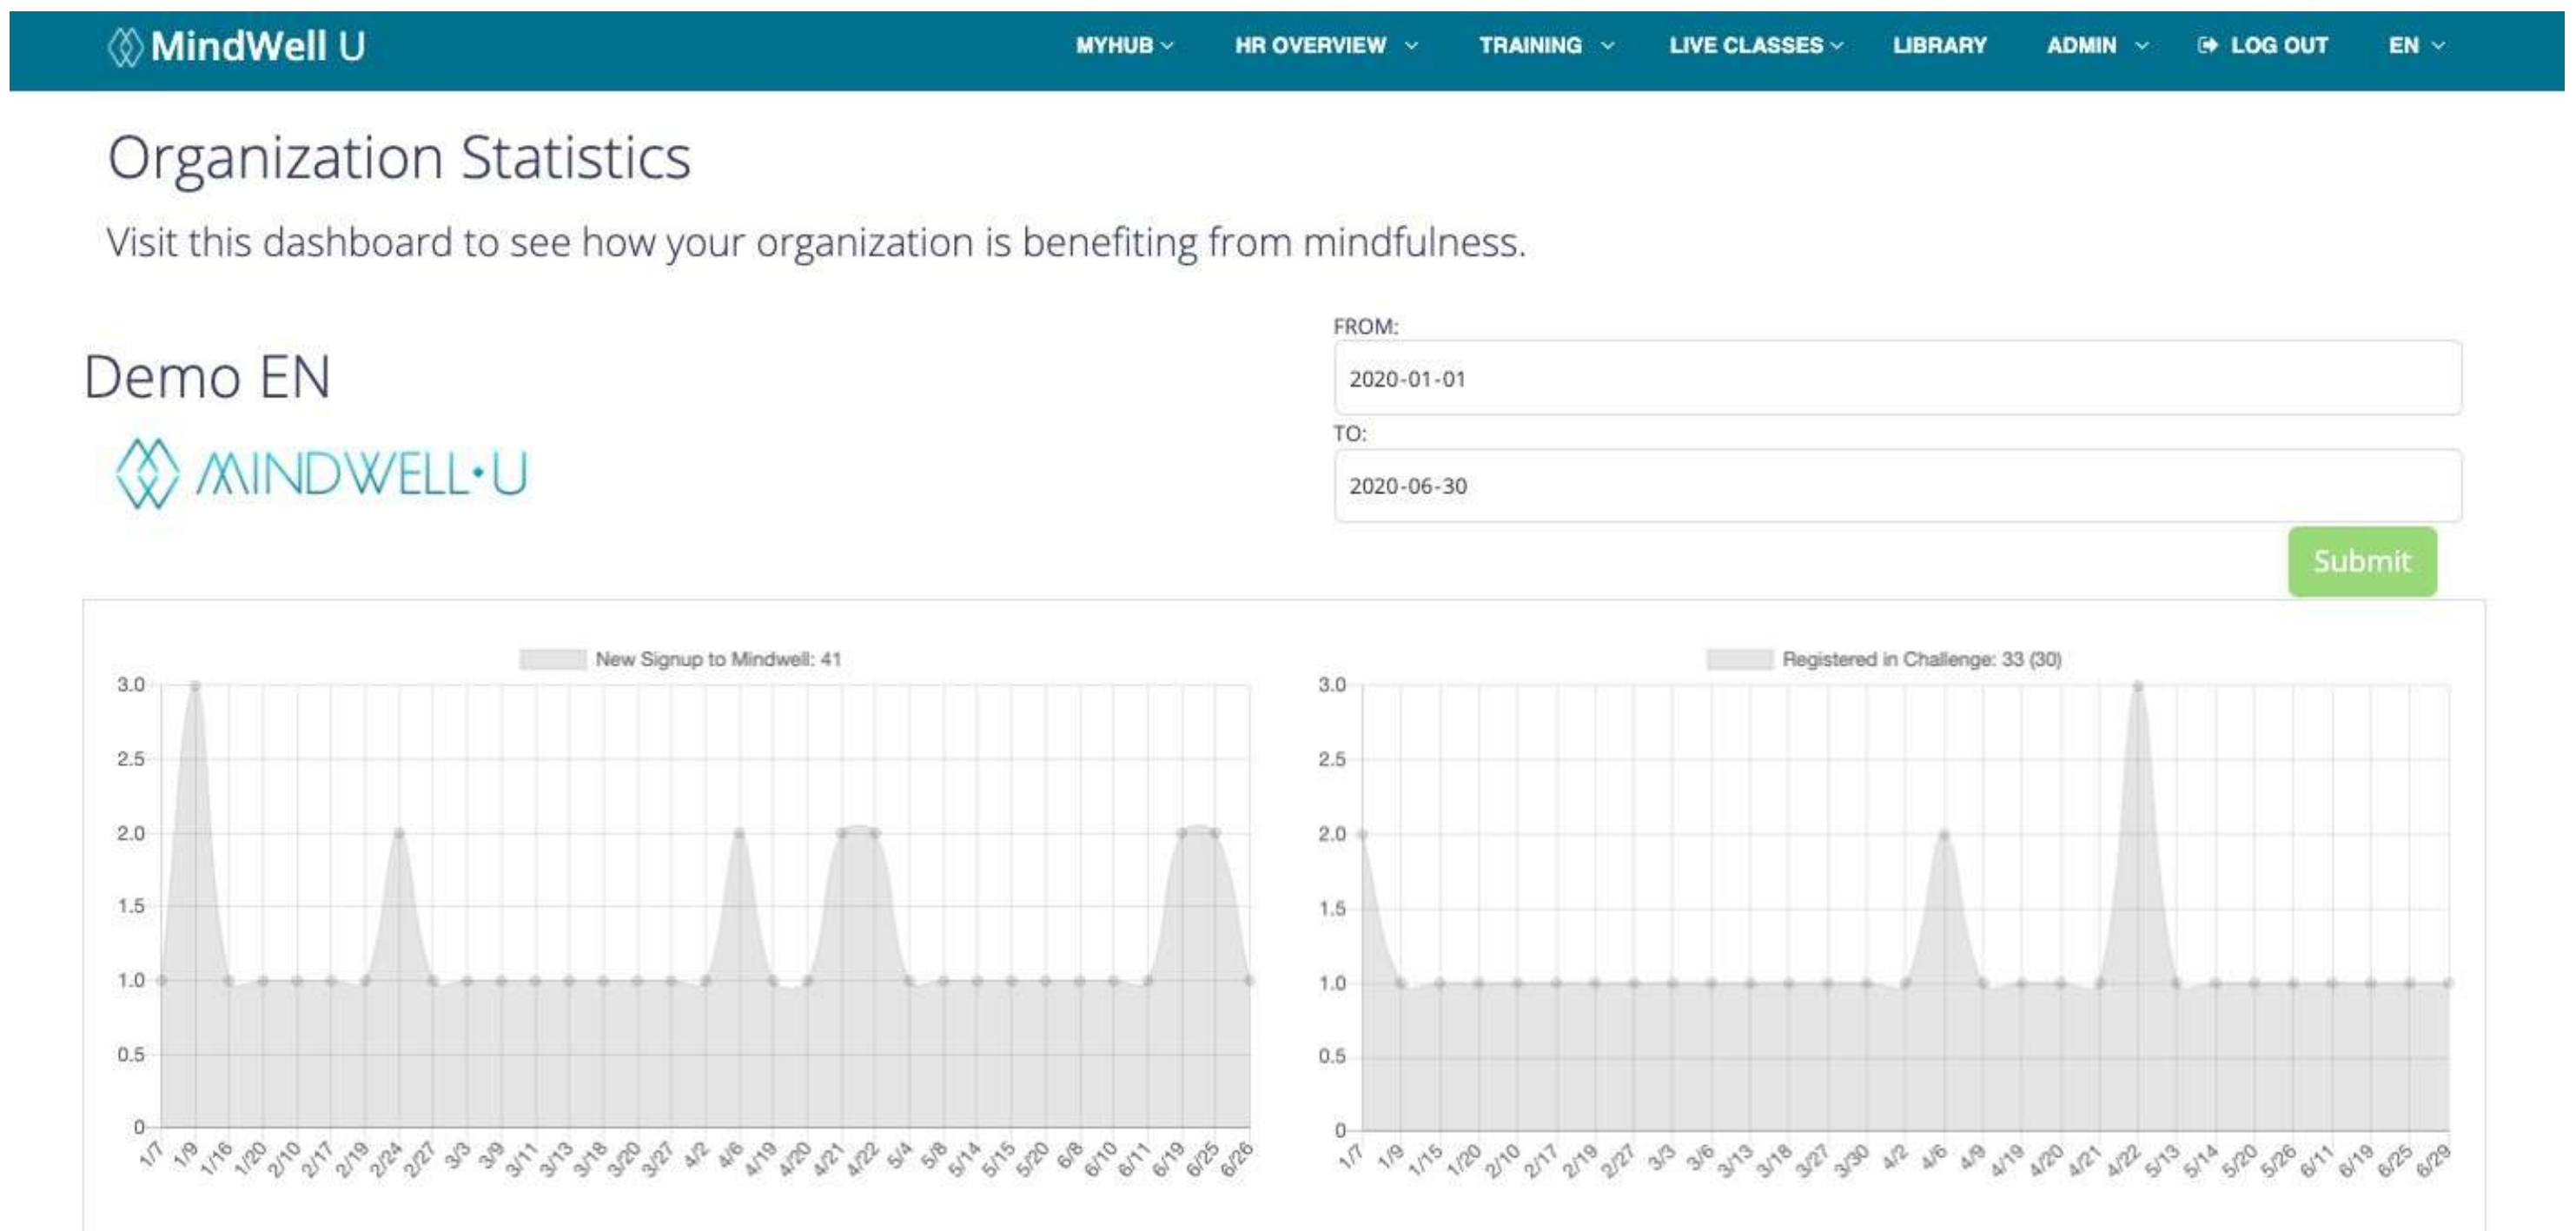 MindWell U MYHUB HR OVERVIEW TRAINING LIVE CLASSES LIBRARY ADMIN LOG OUT EN
Organization Statistics
Visit this dashboard to see how your organization is benefiting from mindfulness.
Demo EN
MINDWELL·U
FROM:
2020-01-01
TO:
2020-06-30
Submit
New Signup to Mindwell: 41
3.0
2.5
2.0
1.5
1.0
0.5
0
1/7 1/9 1/16 1/20 2/10 2/17 2/19 2/24 2/27 3/3 3/9 3/11 3/13 3/18 3/20 3/27 4/2 4/6 4/19 4/20 4/21 4/22 5/4 5/8 5/14 5/15 5/20 6/8 6/10 6/11 6/19 6/25 6/26
Registered in Challenge: 33 (30)
3.0
2.5
2.0
1.5
1.0
0.5
0
1/7 1/9 1/15 1/20 2/10 2/17 2/19 2/27 3/3 3/6 3/13 3/18 3/27 3/30 4/2 4/6 4/9 4/19 4/20 4/21 4/22 5/13 5/14 5/20 5/26 6/11 6/19 6/25 6/29